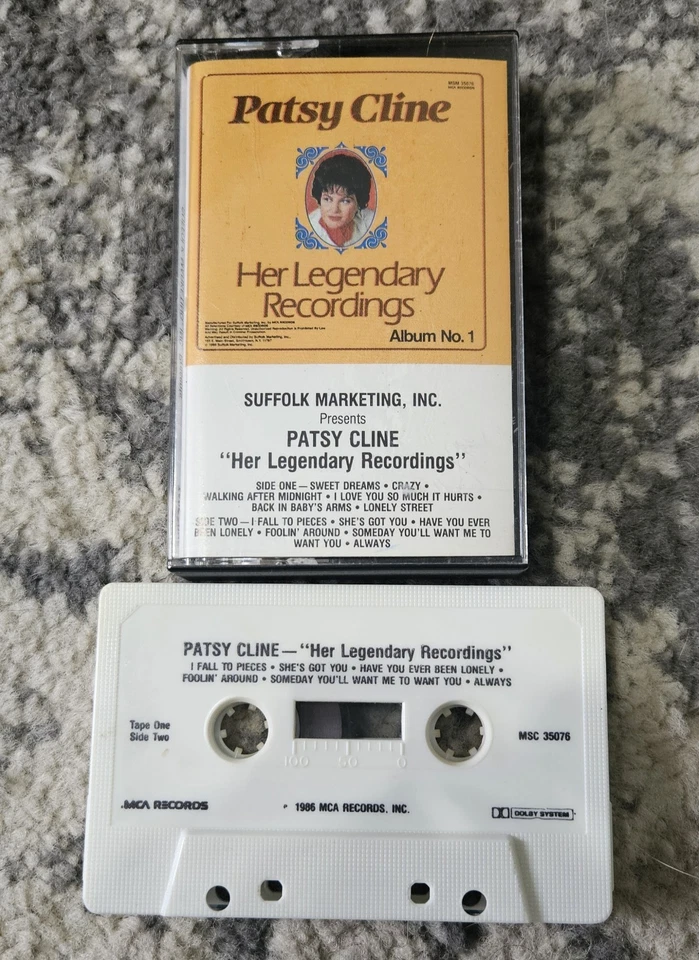 MCA RECORDS
Patsy Cline
Her Legendary
Recordings
Album No. 1
SUFFOLK MARKETING, INC.
Presents
PATSY CLINE
"Her Legendary Recordings"
SIDE ONE — SWEET DREAMS • CRAZY •
WALKING AFTER MIDNIGHT • I LOVE YOU SO MUCH IT HURTS •
BACK IN BABY'S ARMS • LONELY STREET
SIDE TWO — I FALL TO PIECES • SHE'S GOT YOU • HAVE YOU EVER
BEEN LONELY • FOOLIN' AROUND • SOMEDAY YOU'LL WANT ME TO
WANT YOU • ALWAYS
PATSY CLINE — "Her Legendary Recordings"
I FALL TO PIECES • SHE'S GOT YOU • HAVE YOU EVER BEEN LONELY •
FOOLIN' AROUND • SOMEDAY YOU'LL WANT ME TO WANT YOU • ALWAYS
Tape One
Side Two
MSC 35076
100 50 0
MCA RECORDS
1986 MCA RECORDS, INC.
DOLBY SYSTEM